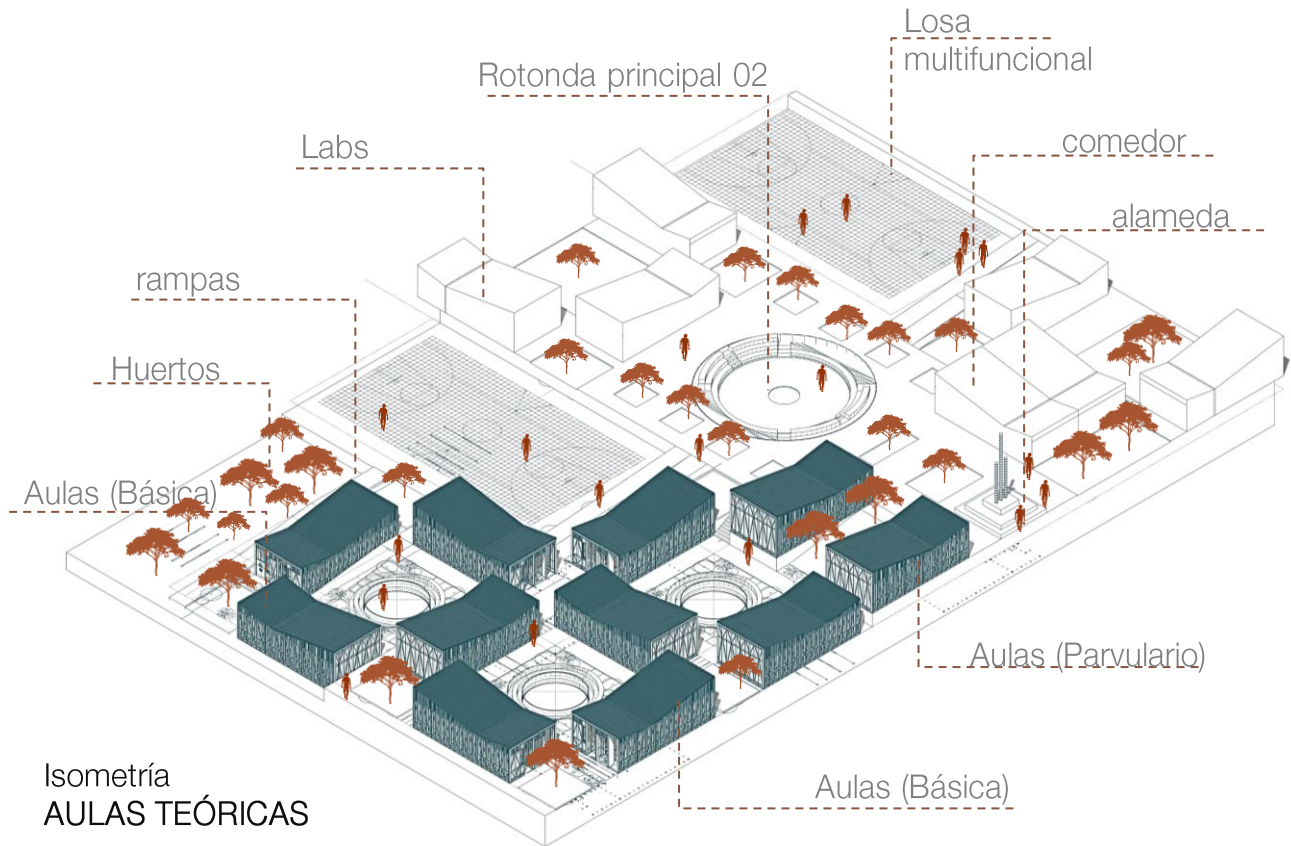 Losa
multifuncional
Rotonda principal 02
comedor
Labs
alameda
rampas
Huertos
Aulas (Básica)
Aulas (Parvulario)
Aulas (Básica)
Isometría
AULAS TEÓRICAS